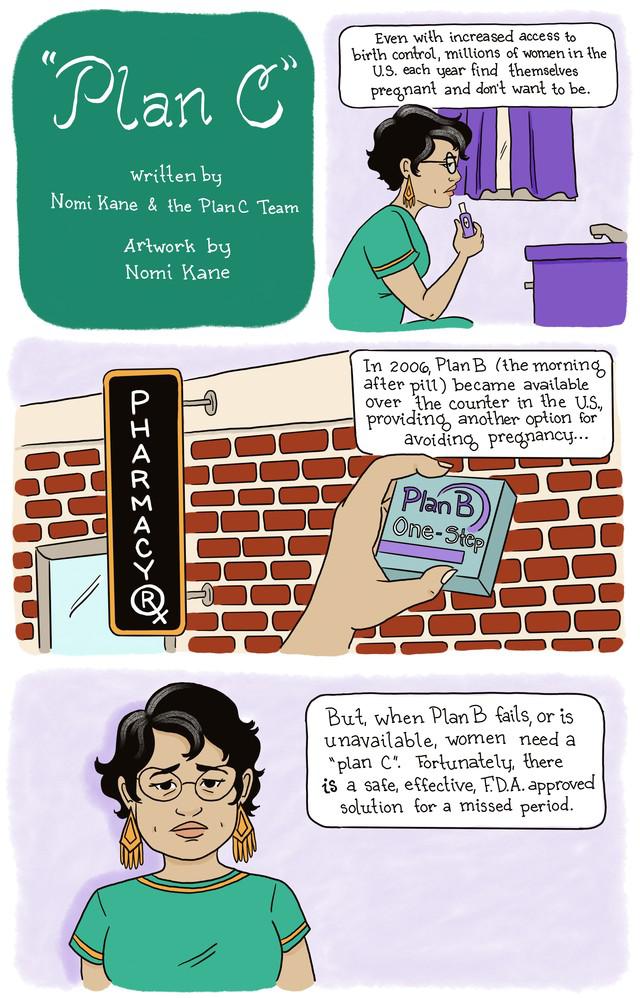 "Plan C"
written by
Nomi Kane & the Plan C Team
Artwork by
Nomi Kane
Even with increased access to
birth control, millions of women in the
U.S. each year find themselves
pregnant and don't want to be.
In 2006, Plan B (the morning
after pill) became available
over the counter in the U.S.,
providing another option for
avoiding pregnancy...
PHARMACY
Rx
Plan B
One-Step
But, when Plan B fails, or is
unavailable, women need a
"plan C". Fortunately, there
is a safe, effective, F.D.A. approved
solution for a missed period.